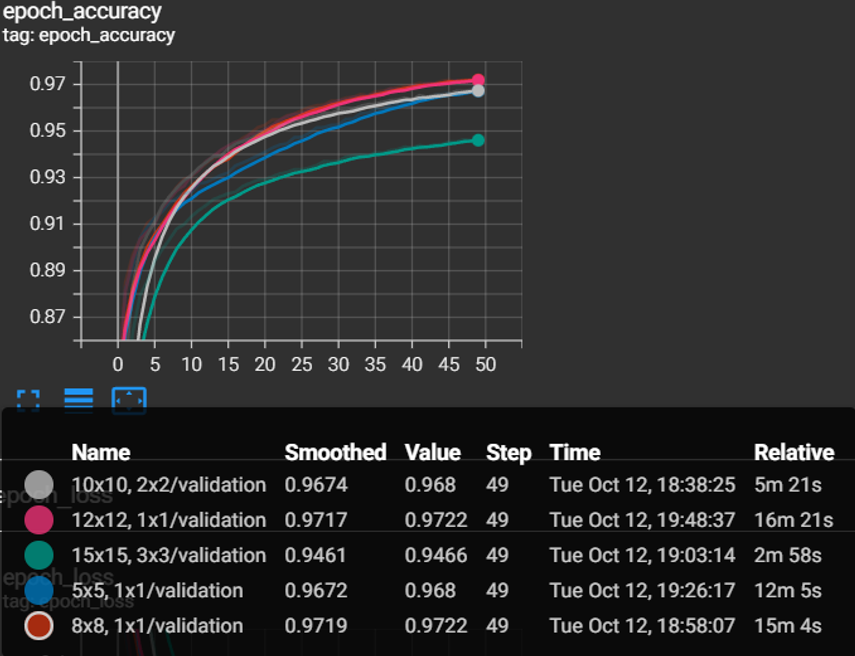 epoch_accuracy
tag: epoch_accuracy
0.97
0.95
0.93
0.91
0.89
0.87
0 5 10 15 20 25 30 35 40 45 50
Name Smoothed Value Step Time Relative
10x10, 2x2/validation 0.9674 0.968 49 Tue Oct 12, 18:38:25 5m 21s
epoch_loss
12x12, 1x1/validation 0.9717 0.9722 49 Tue Oct 12, 19:48:37 16m 21s
15x15, 3x3/validation 0.9461 0.9466 49 Tue Oct 12, 19:03:14 2m 58s
epoch_loss
5x5, 1x1/validation 0.9672 0.968 49 Tue Oct 12, 19:26:17 12m 5s
tag: epoch_loss
8x8, 1x1/validation 0.9719 0.9722 49 Tue Oct 12, 18:58:07 15m 4s